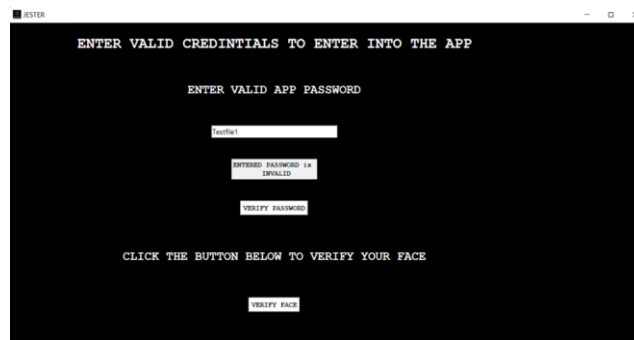 JESTER
ENTER VALID CREDINTIALS TO ENTER INTO THE APP
ENTER VALID APP PASSWORD
Testfile1
ENTERED PASSWORD is
INVALID
VERIFY PASSWORD
CLICK THE BUTTON BELOW TO VERIFY YOUR FACE
VERIFY FACE